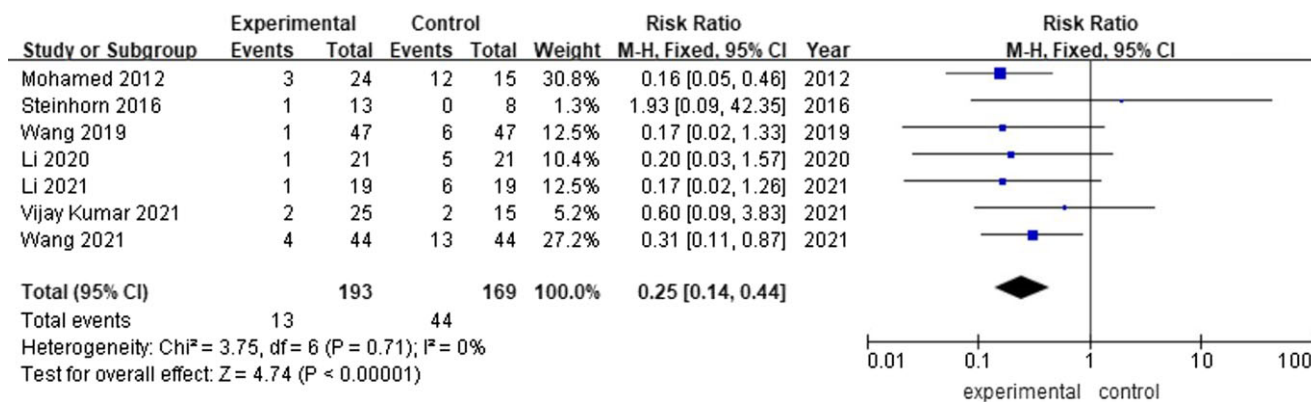 Experimental Control Risk Ratio Risk Ratio
Study or Subgroup Events Total Events Total Weight M-H, Fixed, 95% CI Year M-H, Fixed, 95% CI
Mohamed 2012 3 24 12 15 30.8% 0.16 [0.05, 0.46] 2012
Steinhorn 2016 1 13 0 8 1.3% 1.93 [0.09, 42.35] 2016
Wang 2019 1 47 6 47 12.5% 0.17 [0.02, 1.33] 2019
Li 2020 1 21 5 21 10.4% 0.20 [0.03, 1.57] 2020
Li 2021 1 19 6 19 12.5% 0.17 [0.02, 1.26] 2021
Vijay Kumar 2021 2 25 2 15 5.2% 0.60 [0.09, 3.83] 2021
Wang 2021 4 44 13 44 27.2% 0.31 [0.11, 0.87] 2021
Total (95% CI) 193 169 100.0% 0.25 [0.14, 0.44]
Total events 13 44
Heterogeneity: Chi² = 3.75, df = 6 (P = 0.71); I² = 0%
Test for overall effect: Z = 4.74 (P < 0.00001)
0.01 0.1 1 10 100
experimental control